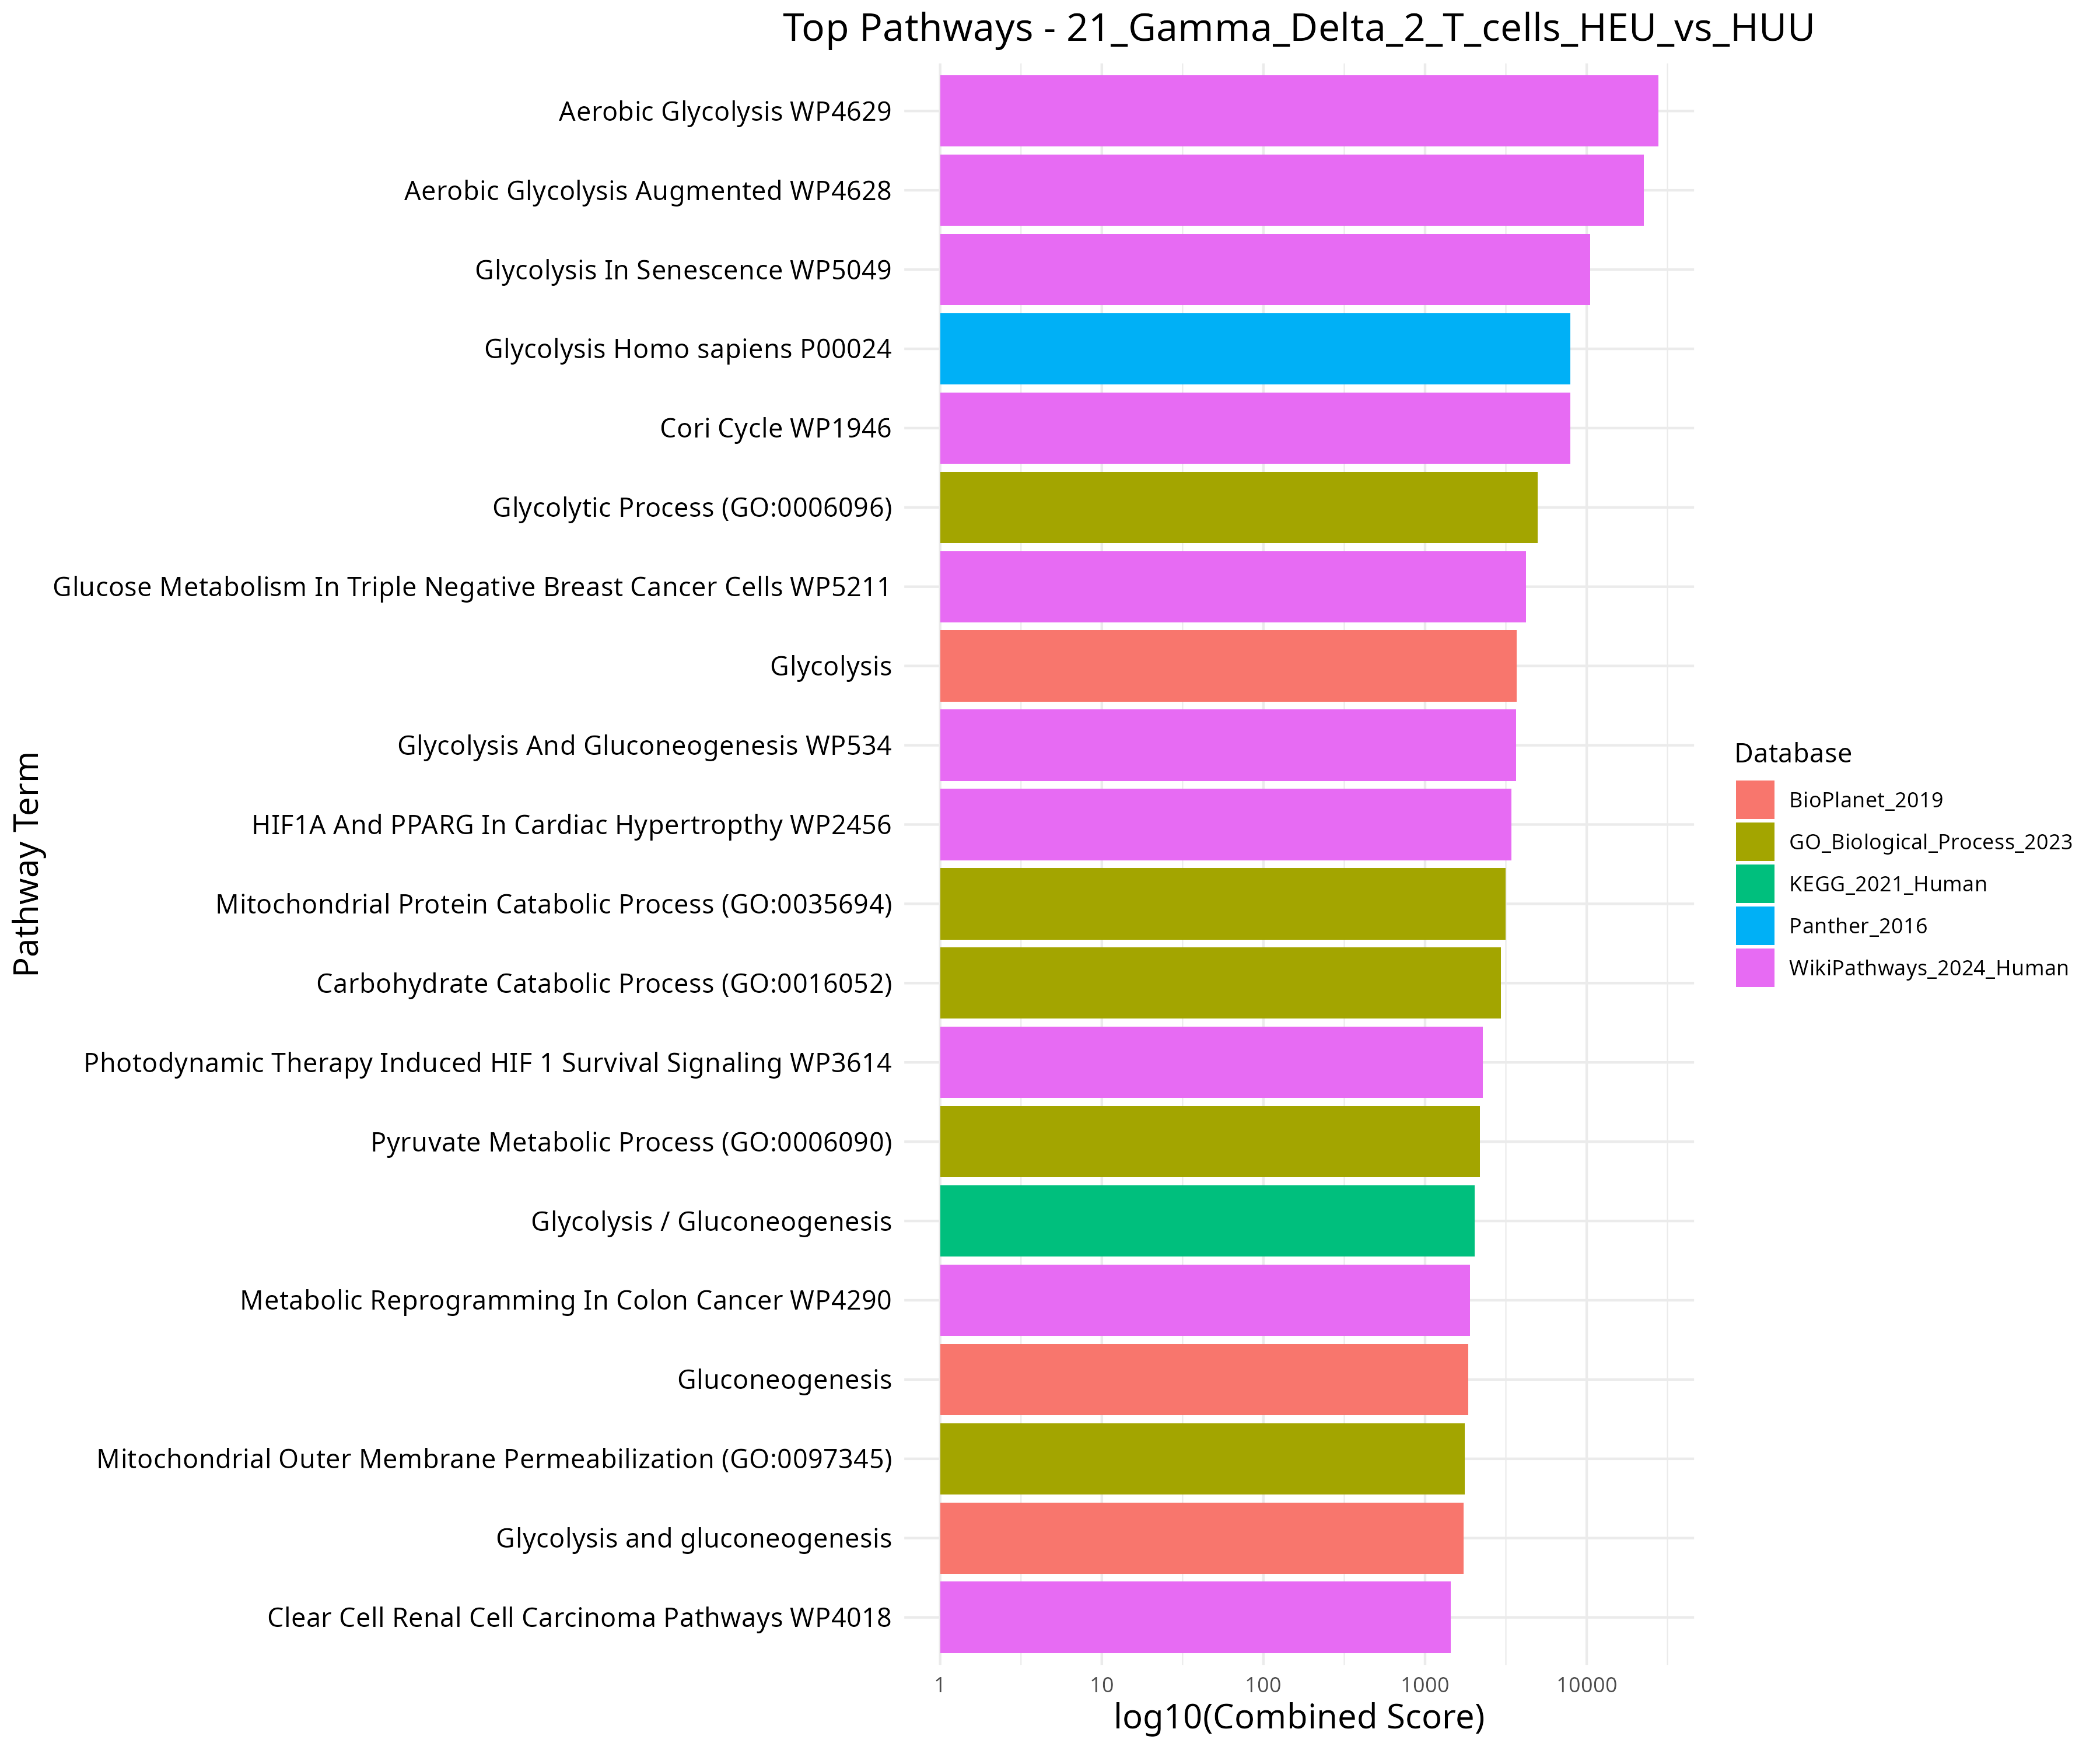 Top Pathways - 21_Gamma_Delta_2_T_cells_HEU_vs_HUU
Pathway Term
Aerobic Glycolysis WP4629
Aerobic Glycolysis Augmented WP4628
Glycolysis In Senescence WP5049
Glycolysis Homo sapiens P00024
Cori Cycle WP1946
Glycolytic Process (GO:0006096)
Glucose Metabolism In Triple Negative Breast Cancer Cells WP5211
Glycolysis
Glycolysis And Gluconeogenesis WP534
HIF1A And PPARG In Cardiac Hypertropthy WP2456
Mitochondrial Protein Catabolic Process (GO:0035694)
Carbohydrate Catabolic Process (GO:0016052)
Photodynamic Therapy Induced HIF 1 Survival Signaling WP3614
Pyruvate Metabolic Process (GO:0006090)
Glycolysis / Gluconeogenesis
Metabolic Reprogramming In Colon Cancer WP4290
Gluconeogenesis
Mitochondrial Outer Membrane Permeabilization (GO:0097345)
Glycolysis and gluconeogenesis
Clear Cell Renal Cell Carcinoma Pathways WP4018
1 10 100 1000 10000
log10(Combined Score)
Database
BioPlanet_2019
GO_Biological_Process_2023
KEGG_2021_Human
Panther_2016
WikiPathways_2024_Human